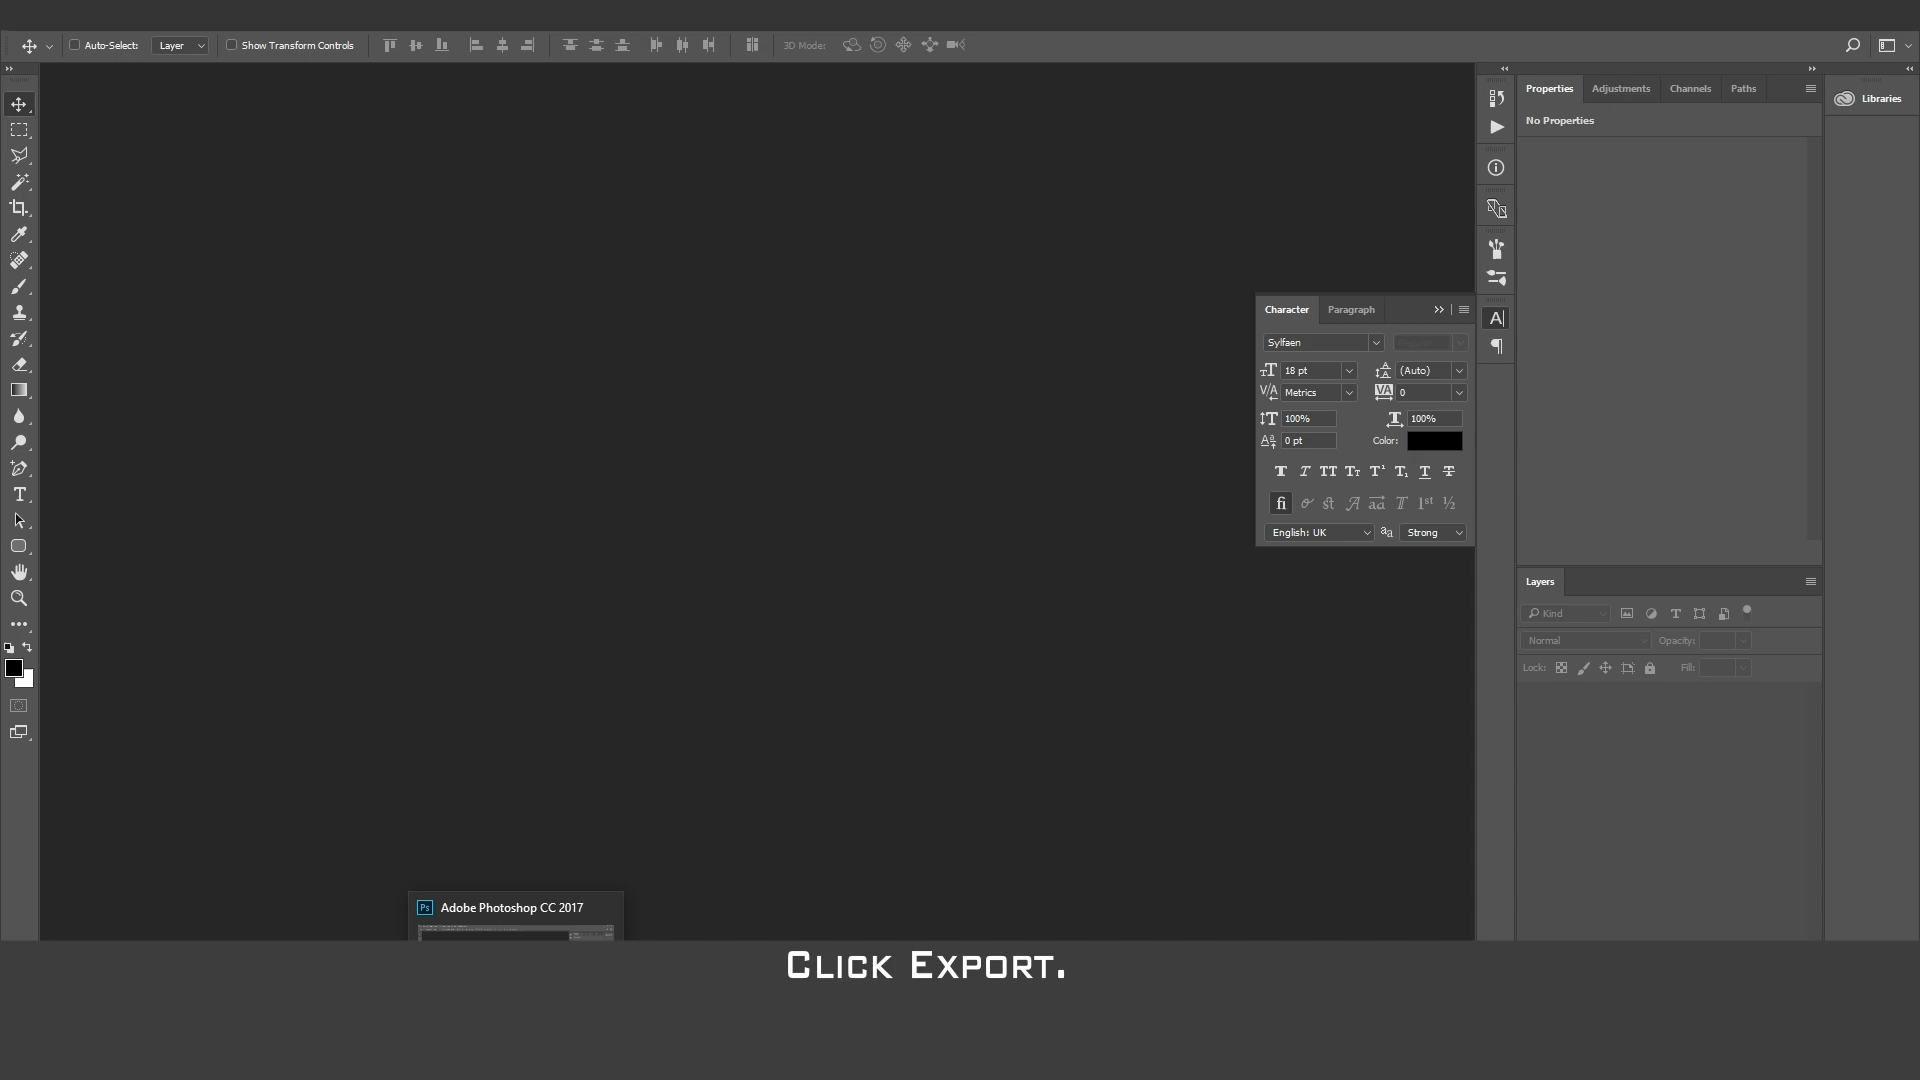 Auto-Select: Layer Show Transform Controls 3D Mode:
Properties Adjustments Channels Paths
Libraries
No Properties
Character Paragraph
Sylfaen
18 pt (Auto)
Metrics 0
100% 100%
0 pt Color:
English: UK Strong
Layers
Kind
Normal Opacity:
Lock: Fill:
Ps Adobe Photoshop CC 2017
Click Export.